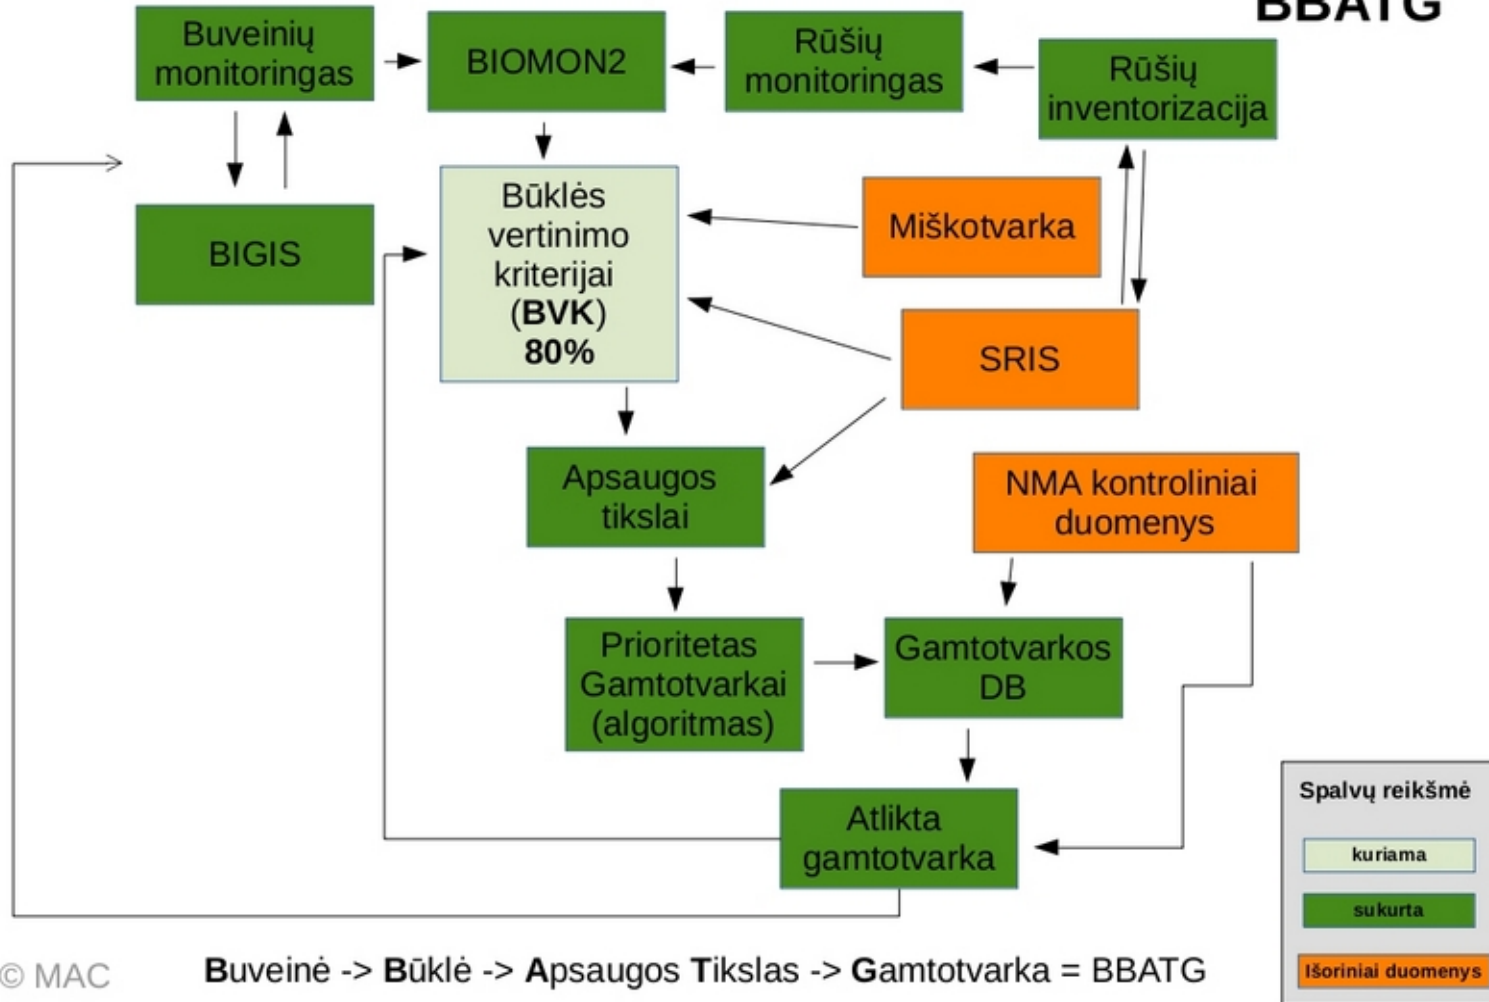 BBATG
Buveinių
monitoringas
BIOMON2
Rūšių
monitoringas
Rūšių
inventorizacija
BIGIS
Būklės
vertinimo
kriterijai
(BVK)
80%
Miškotvarka
SRIS
Apsaugos
tikslai
NMA kontroliniai
duomenys
Prioritetas
Gamtotvarkai
(algoritmas)
Gamtotvarkos
DB
Atlikta
gamtotvarka
Spalvų reikšmė
kuriama
sukurta
Išoriniai duomenys
© MAC
Buveinė -> Būklė -> Apsaugos Tikslas -> Gamtotvarka = BBATG